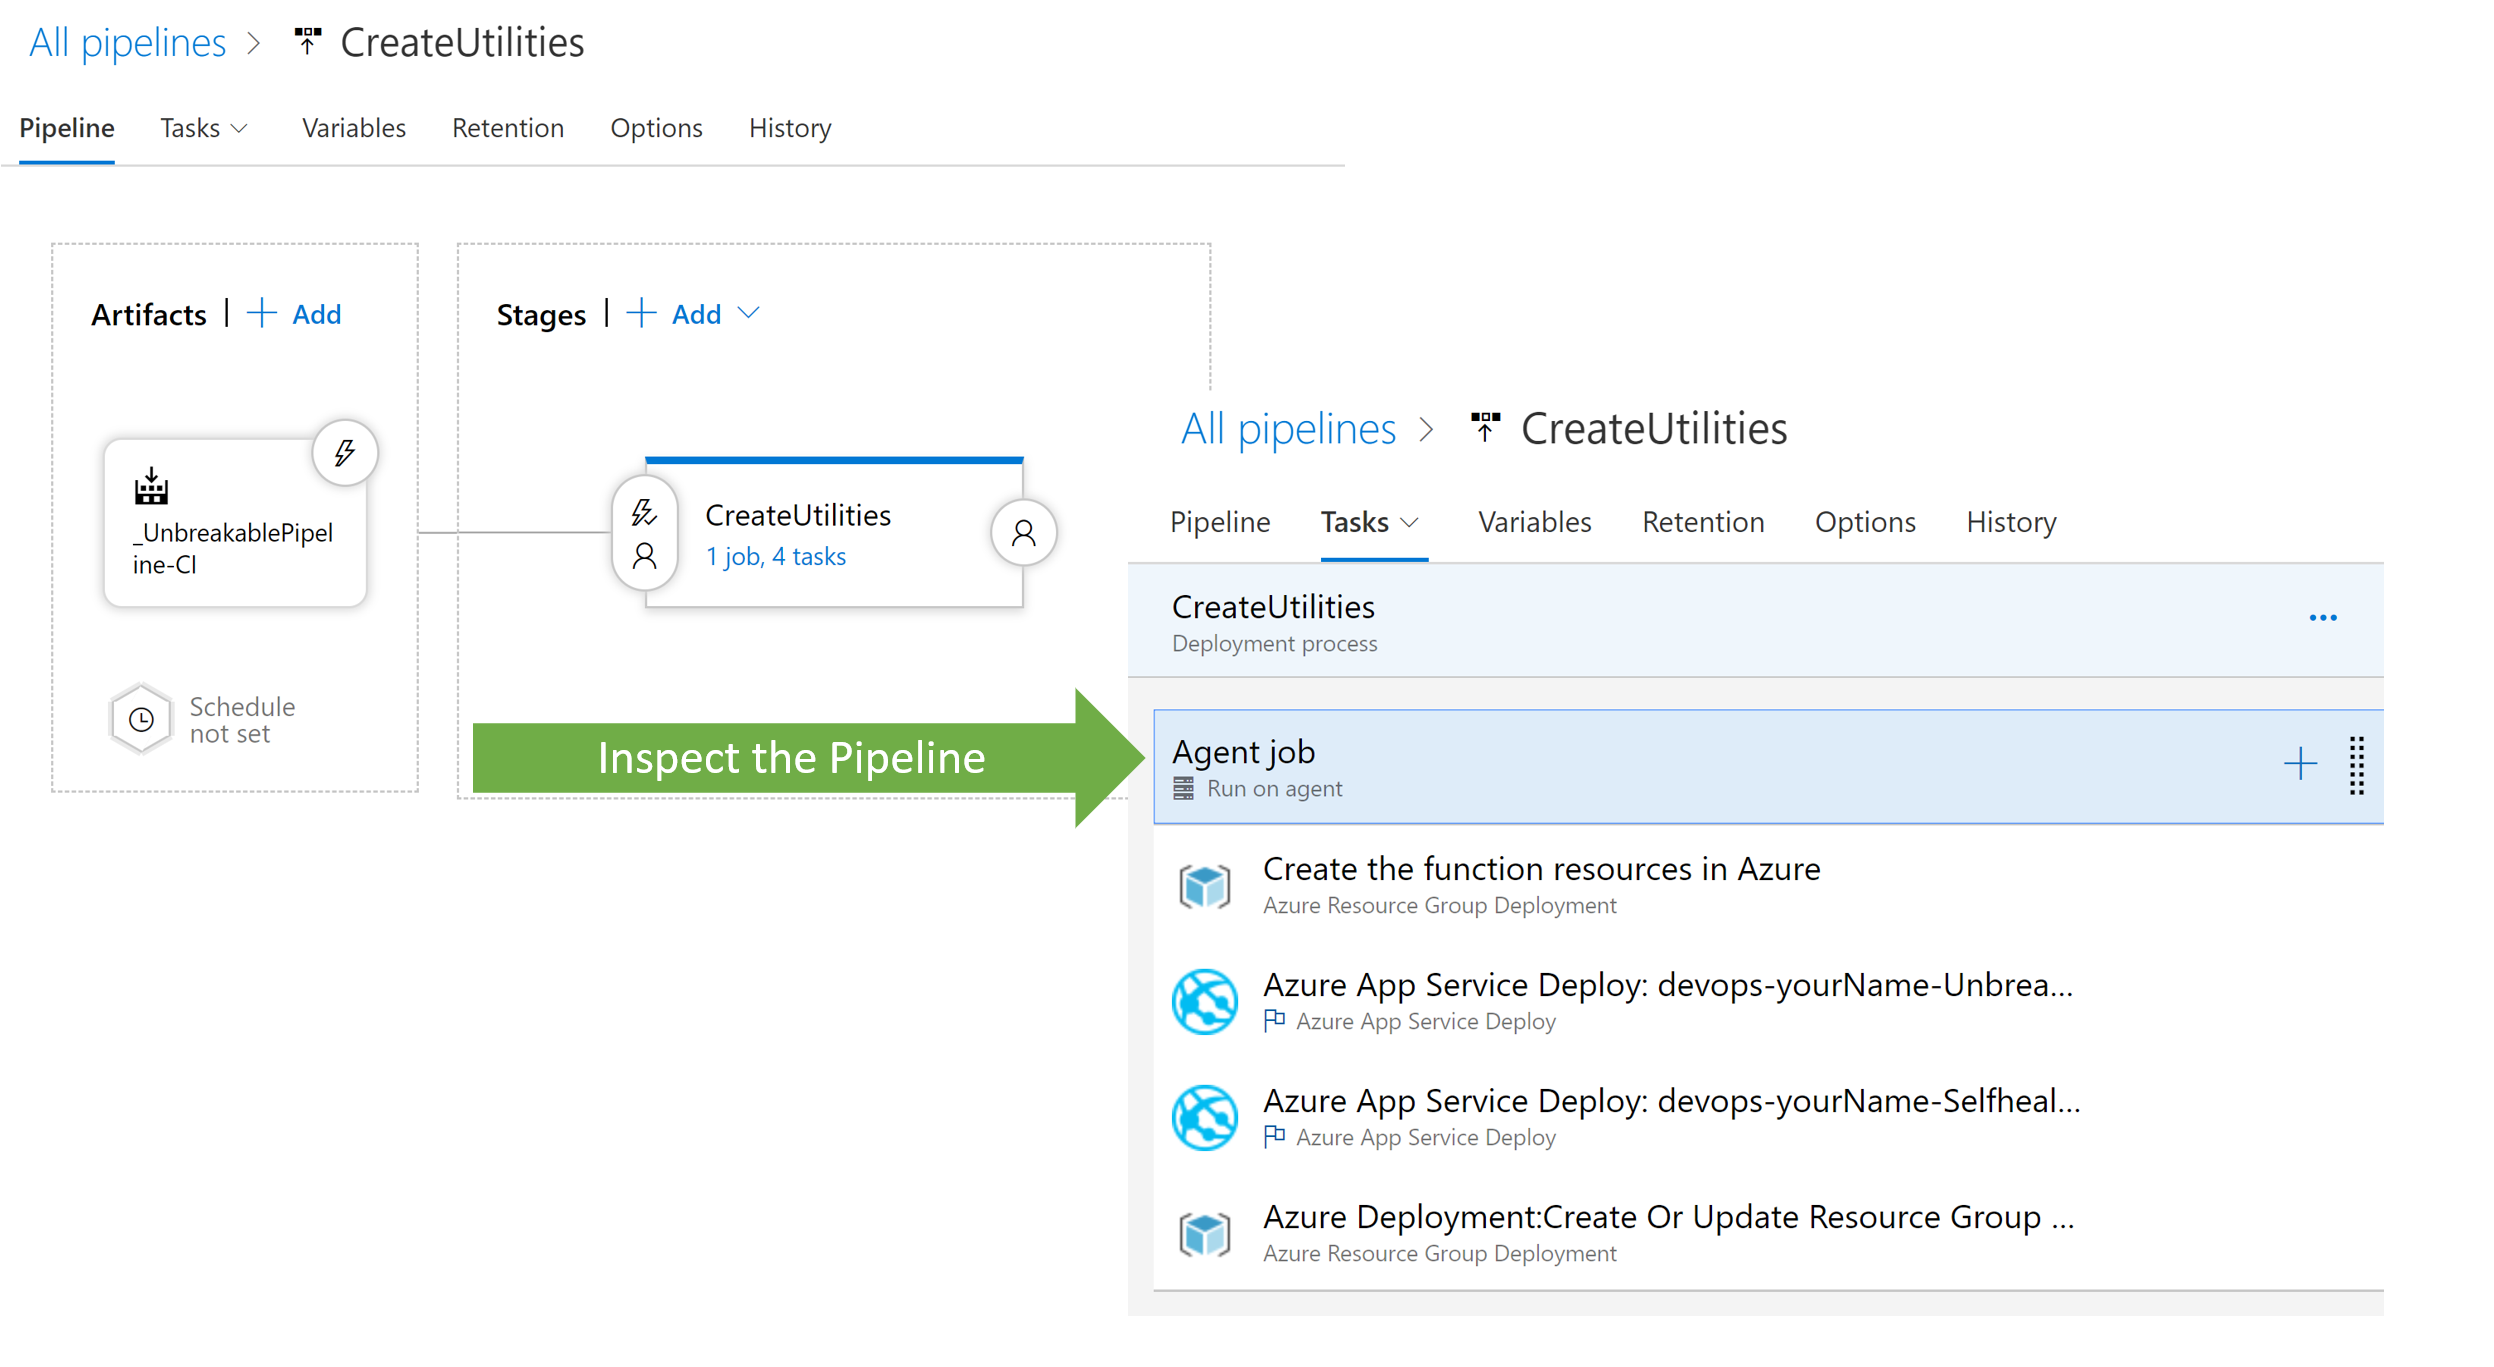 All pipelines > CreateUtilities
Pipeline Tasks Variables Retention Options History
Artifacts | + Add
Stages | + Add
_UnbreakablePipel
ine-CI
CreateUtilities
1 job, 4 tasks
Schedule
not set
Inspect the Pipeline
All pipelines > CreateUtilities
Pipeline Tasks Variables Retention Options History
CreateUtilities
Deployment process
Agent job
Run on agent
Create the function resources in Azure
Azure Resource Group Deployment
Azure App Service Deploy: devops-yourName-Unbrea...
Azure App Service Deploy
Azure App Service Deploy: devops-yourName-Selfheal...
Azure App Service Deploy
Azure Deployment:Create Or Update Resource Group ...
Azure Resource Group Deployment